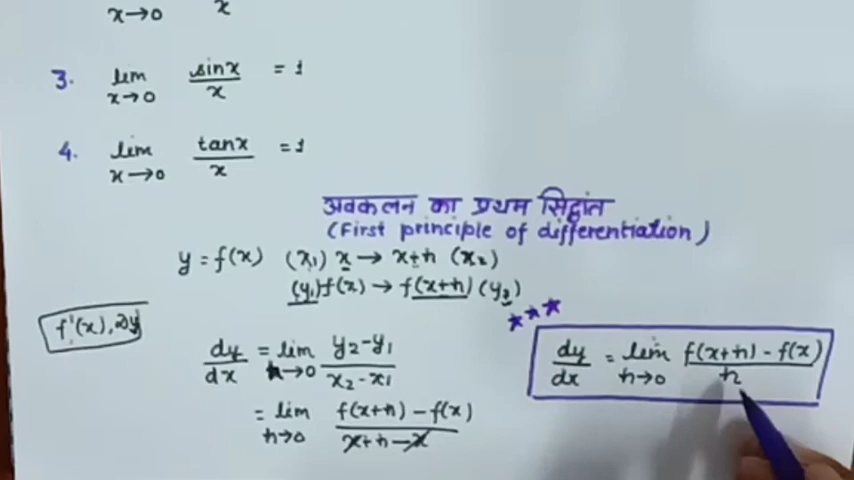 x→0 x
3. lim x→0 sinx/x = 1
4. lim x→0 tanx/x = 1
अवकलन का प्रथम सिद्धांत
(First principle of differentiation)
y = f(x) (x₁) x → x+h (x₂)
(y₁) f(x) → f(x+h) (y₂)
f'(x), Dy
dy/dx = lim h→0 y₂-y₁/x₂-x₁
= lim h→0 f(x+h) - f(x)/x+h-x
*** dy/dx = lim h→0 f(x+h) - f(x)/h